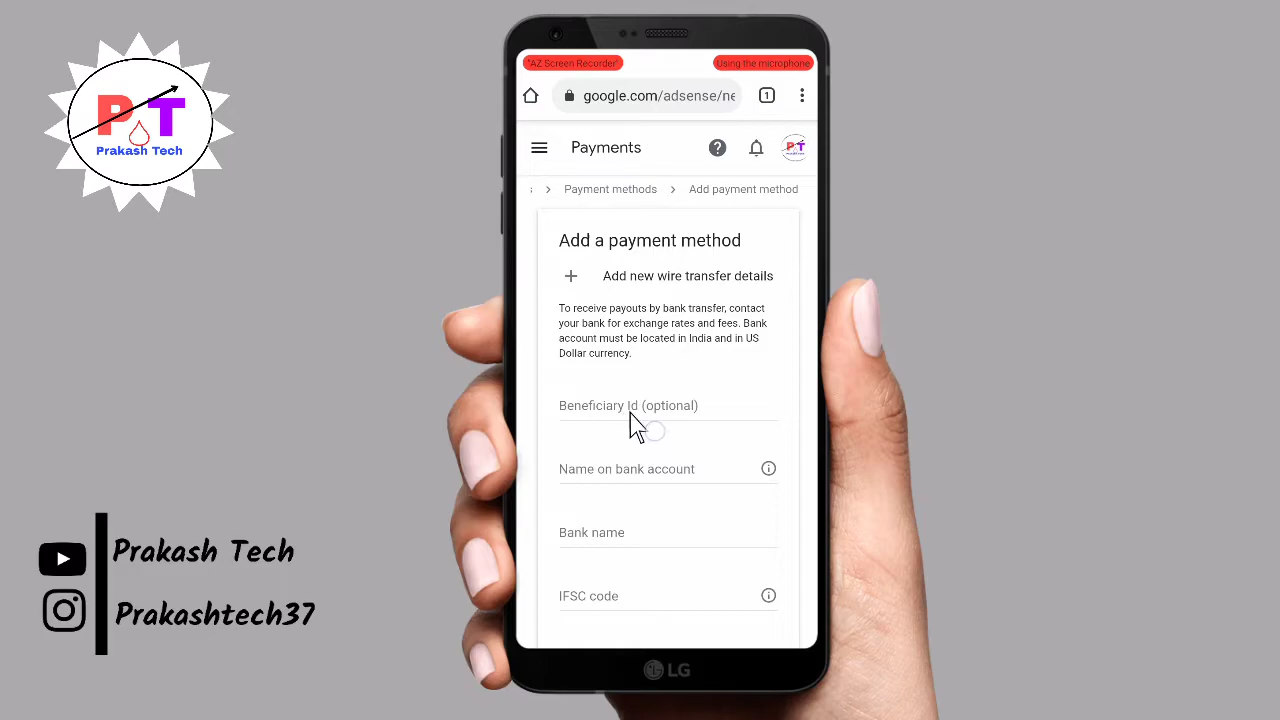 P T
Prakash Tech
"AZ Screen Recorder"
Using the microphone
google.com/adsense/ne
1
Payments
PT
s > Payment methods > Add payment method
Add a payment method
+ Add new wire transfer details
To receive payouts by bank transfer, contact
your bank for exchange rates and fees. Bank
account must be located in India and in US
Dollar currency.
Beneficiary Id (optional)
Name on bank account
Bank name
IFSC code
LG
Prakash Tech
Prakashtech37